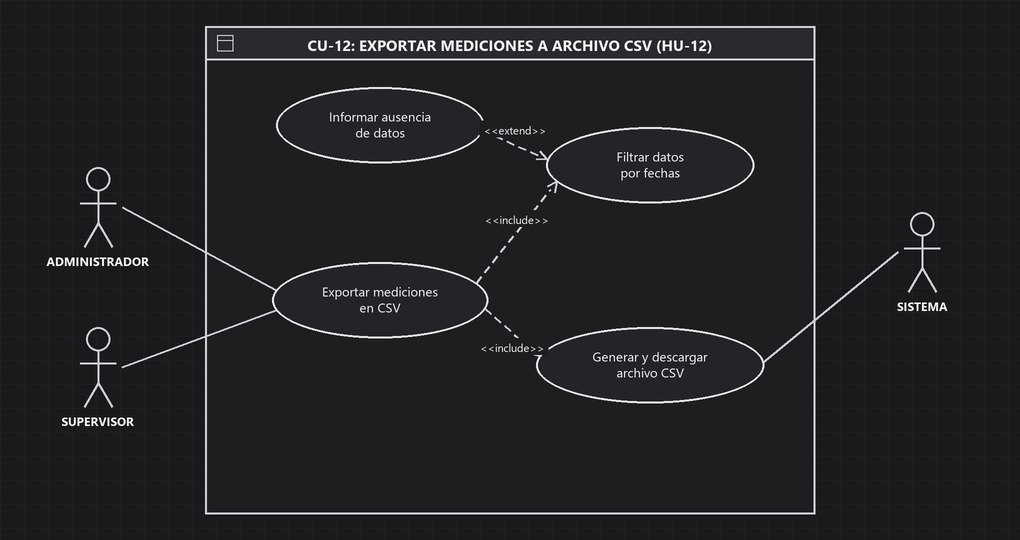 CU-12: EXPORTAR MEDICIONES A ARCHIVO CSV (HU-12)
Informar ausencia
de datos
<<extend>>
Filtrar datos
por fechas
<<include>>
ADMINISTRADOR
Exportar mediciones
en CSV
SISTEMA
<<include>>
Generar y descargar
archivo CSV
SUPERVISOR